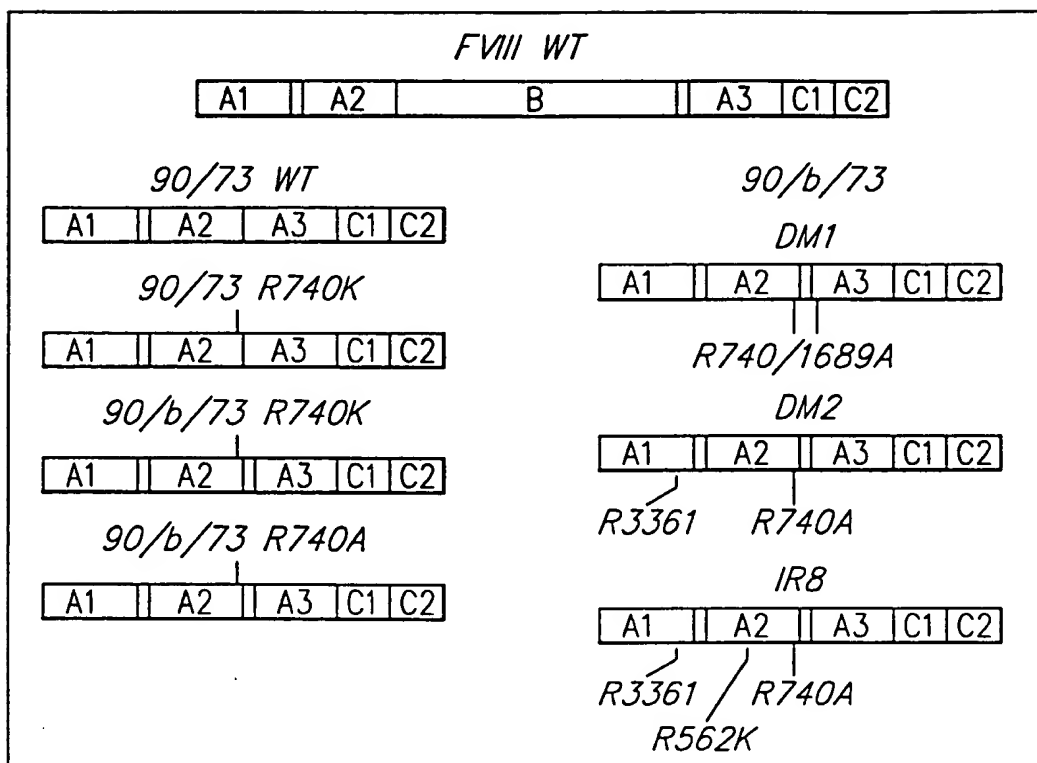 FVIII WT
A1 A2 B A3 C1 C2
90/73 WT
A1 A2 A3 C1 C2
90/73 R740K
A1 A2 A3 C1 C2
90/b/73 R740K
A1 A2 A3 C1 C2
90/b/73 R740A
A1 A2 A3 C1 C2
90/b/73
DM1
A1 A2 A3 C1 C2
R740/1689A
DM2
A1 A2 A3 C1 C2
R3361 R740A
IR8
A1 A2 A3 C1 C2
R3361 R740A
R562K